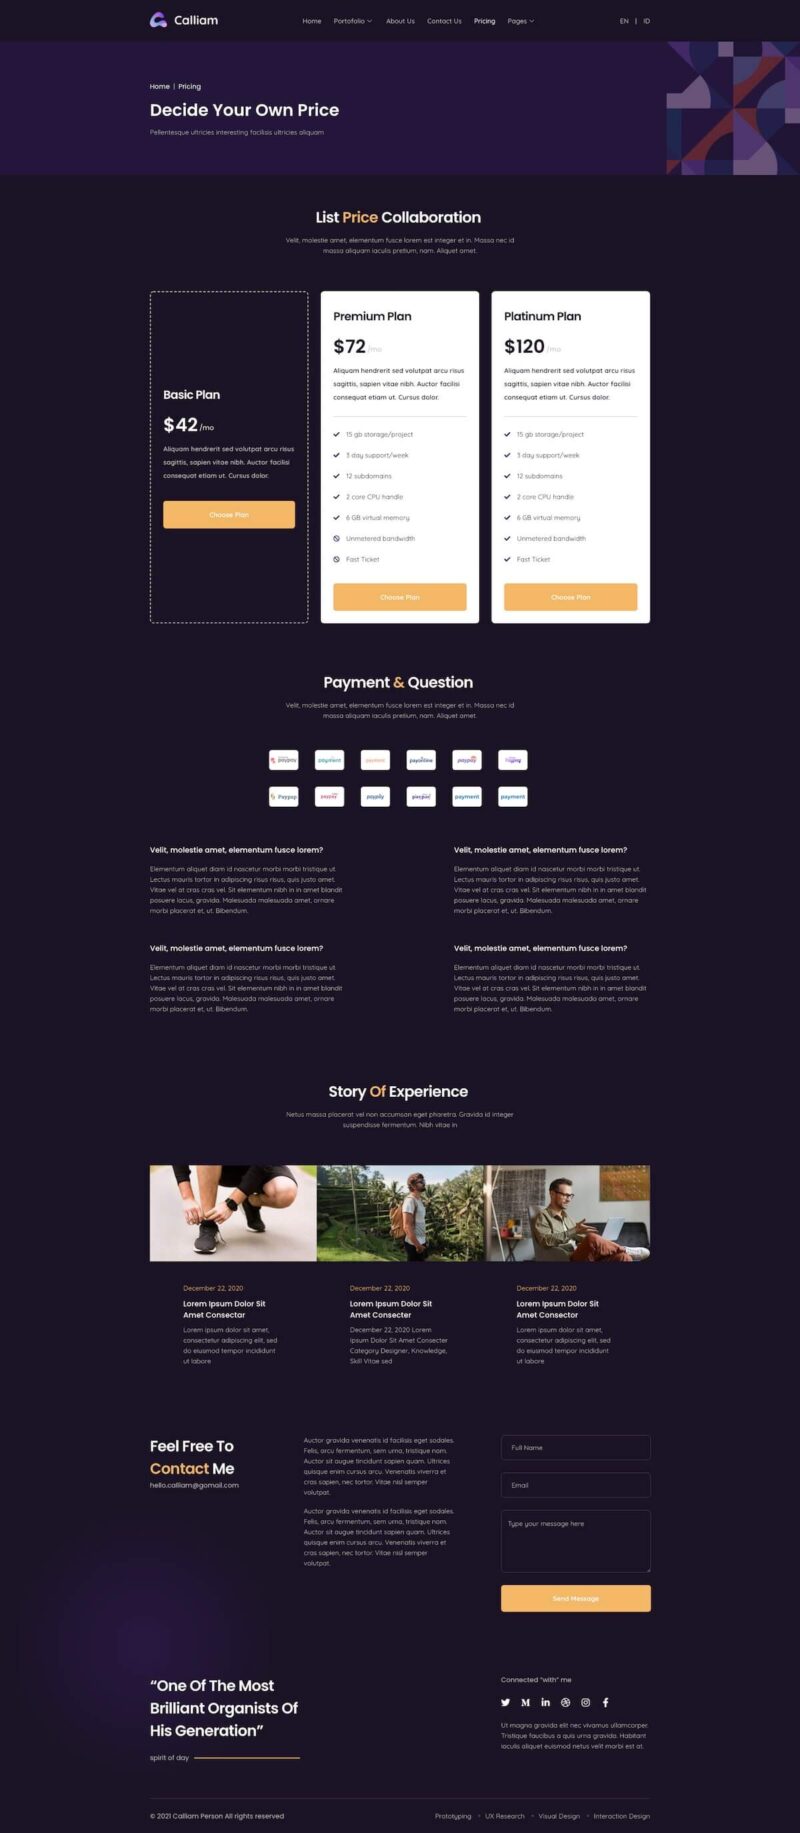 Calliam
Home Portofolio About Us Contact Us Pricing Pages EN | ID
Home | Pricing
Decide Your Own Price
Pellentesque ultricies interesting facilisis ultricies aliquam
List Price Collaboration
Velit, molestie amet, elementum fusce lorem est integer et in. Massa nec id
massa aliquam iaculis pretium, nam. Aliquet amet.
Basic Plan
$42 /mo
Aliquam hendrerit sed volutpat arcu risus
sagittis, sapien vitae nibh. Auctor facilisi
consequat etiam ut. Cursus dolor.
Choose Plan
Premium Plan
$72 /mo
Aliquam hendrerit sed volutpat arcu risus
sagittis, sapien vitae nibh. Auctor facilisi
consequat etiam ut. Cursus dolor.
15 gb storage/project
3 day support/week
12 subdomains
2 core CPU handle
6 GB virtual memory
Unmetered bandwidth
Fast Ticket
Choose Plan
Platinum Plan
$120 /mo
Aliquam hendrerit sed volutpat arcu risus
sagittis, sapien vitae nibh. Auctor facilisi
consequat etiam ut. Cursus dolor.
15 gb storage/project
3 day support/week
12 subdomains
2 core CPU handle
6 GB virtual memory
Unmetered bandwidth
Fast Ticket
Choose Plan
Payment & Question
Velit, molestie amet, elementum fusce lorem est integer et in. Massa nec id
massa aliquam iaculis pretium, nam. Aliquet amet.
paypay payment payment payonline paypay
Paypap paypay paypily payment payment
Velit, molestie amet, elementum fusce lorem?
Elementum aliquet diam id nascetur morbi morbi tristique ut.
Lectus mauris tortor in adipiscing risus risus, quis justo amet.
Vitae vel at cras cras vel. Sit elementum nibh in in amet blandit
posuere lacus, gravida. Malesuada malesuada amet, ornare
morbi placerat et, ut. Bibendum.
Velit, molestie amet, elementum fusce lorem?
Elementum aliquet diam id nascetur morbi morbi tristique ut.
Lectus mauris tortor in adipiscing risus risus, quis justo amet.
Vitae vel at cras cras vel. Sit elementum nibh in in amet blandit
posuere lacus, gravida. Malesuada malesuada amet, ornare
morbi placerat et, ut. Bibendum.
Velit, molestie amet, elementum fusce lorem?
Elementum aliquet diam id nascetur morbi morbi tristique ut.
Lectus mauris tortor in adipiscing risus risus, quis justo amet.
Vitae vel at cras cras vel. Sit elementum nibh in in amet blandit
posuere lacus, gravida. Malesuada malesuada amet, ornare
morbi placerat et, ut. Bibendum.
Velit, molestie amet, elementum fusce lorem?
Elementum aliquet diam id nascetur morbi morbi tristique ut.
Lectus mauris tortor in adipiscing risus risus, quis justo amet.
Vitae vel at cras cras vel. Sit elementum nibh in in amet blandit
posuere lacus, gravida. Malesuada malesuada amet, ornare
morbi placerat et, ut. Bibendum.
Story Of Experience
Netus massa placerat vel non accumsan eget pharetra. Gravida id integer
suspendisse fermentum. Nibh vitae in
December 22, 2020
Lorem Ipsum Dolor Sit
Amet Consectar
Lorem ipsum dolor sit amet,
consectetur adipiscing elit, sed
do eiusmod tempor incididunt
ut labore
December 22, 2020
Lorem Ipsum Dolor Sit
Amet Consecter
December 22, 2020 Lorem
Ipsum Dolor Sit Amet Consecter
Category Designer, Knowledge,
Skill Vitae sed
December 22, 2020
Lorem Ipsum Dolor Sit
Amet Consector
Lorem ipsum dolor sit amet,
consectetur adipiscing elit, sed
do eiusmod tempor incididunt
ut labore
Feel Free To
Contact Me
hello.calliam@gomail.com
Auctor gravida venenatis id facilisis eget sodales.
Felis, arcu fermentum, sem urna, tristique nam.
Auctor sit augue tincidunt sapien quam. Ultrices
quisque enim cursus arcu. Venenatis viverra et
cras sapien, nec tortor. Vitae nisl semper
volutpat.
Auctor gravida venenatis id facilisis eget sodales.
Felis, arcu fermentum, sem urna, tristique nam.
Auctor sit augue tincidunt sapien quam. Ultrices
quisque enim cursus arcu. Venenatis viverra et
cras sapien, nec tortor. Vitae nisl semper
volutpat.
Full Name
Email
Type your message here
Send Message
“One Of The Most
Brilliant Organists Of
His Generation”
spirit of day
Connected "with" me
Ut magna gravida elit nec vivamus ullamcorper.
Tristique faucibus a quis urna gravida. Habitant
iaculis aliquet euismod netus velit morbi est at.
© 2021 Calliam Person All rights reserved
Prototyping • UX Research • Visual Design • Interaction Design